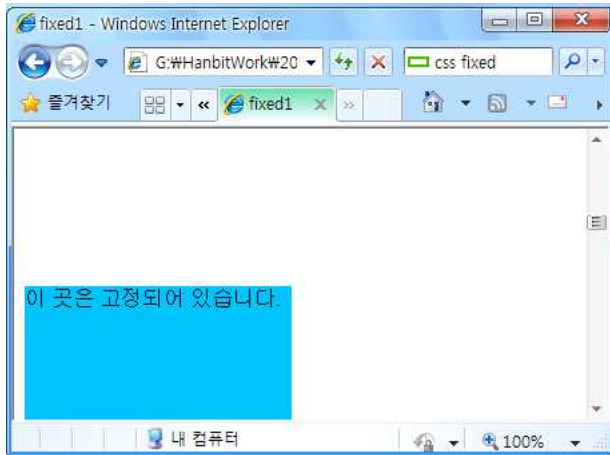 fixed1 - Windows Internet Explorer
G:₩HanbitWork₩20
css fixed
즐겨찾기
fixed1
이 곳은 고정되어 있습니다.
내 컴퓨터
100%